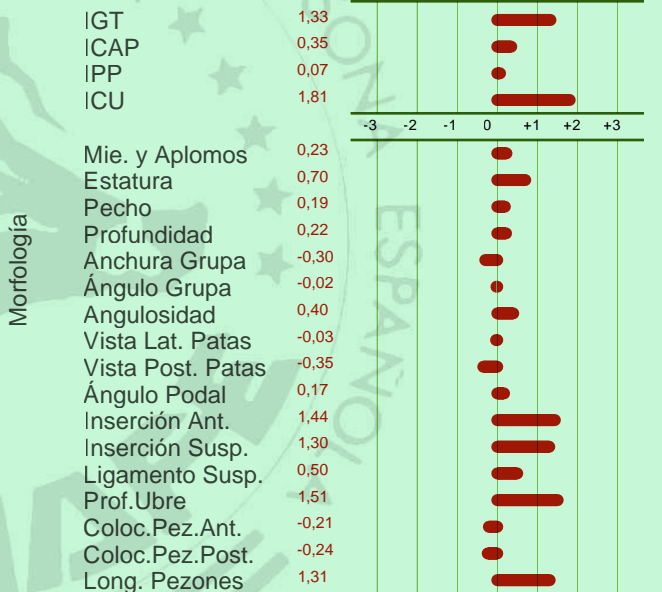 IGT 1,33
ICAP 0,35
IPP 0,07
ICU 1,81
-3 -2 -1 0 +1 +2 +3
Morfología
Mie. y Aplomos 0,23
Estatura 0,70
Pecho 0,19
Profundidad 0,22
Anchura Grupa -0,30
Ángulo Grupa -0,02
Angulosidad 0,40
Vista Lat. Patas -0,03
Vista Post. Patas -0,35
Ángulo Podal 0,17
Inserción Ant. 1,44
Inserción Susp. 1,30
Ligamento Susp. 0,50
Prof.Ubre 1,51
Coloc.Pez.Ant. -0,21
Coloc.Pez.Post. -0,24
Long. Pezones 1,31
SONA ESPAÑOLA